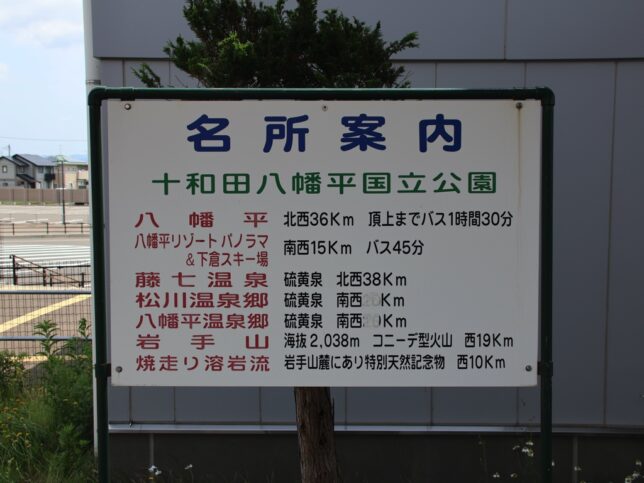 名所案内
十和田八幡平国立公園
八幡平 北西36Km 頂上までバス1時間30分
八幡平リゾート パノラマ
&下倉スキー場 南西15Km バス45分
藤七温泉 硫黄泉 北西38Km
松川温泉郷 硫黄泉 南西 Km
八幡平温泉郷 硫黄泉 南西 Km
岩手山 海抜2,038m コニーデ型火山 西19Km
焼走り溶岩流 岩手山麓にあり特別天然記念物 西10Km